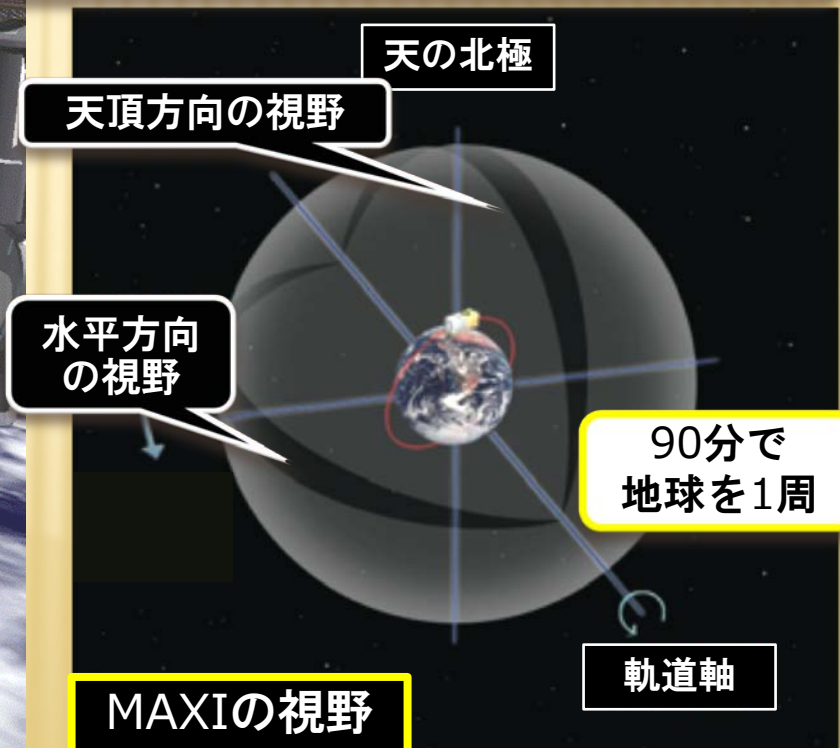 天の北極
天頂方向の視野
水平方向
の視野
90分で
地球を1周
軌道軸
MAXIの視野